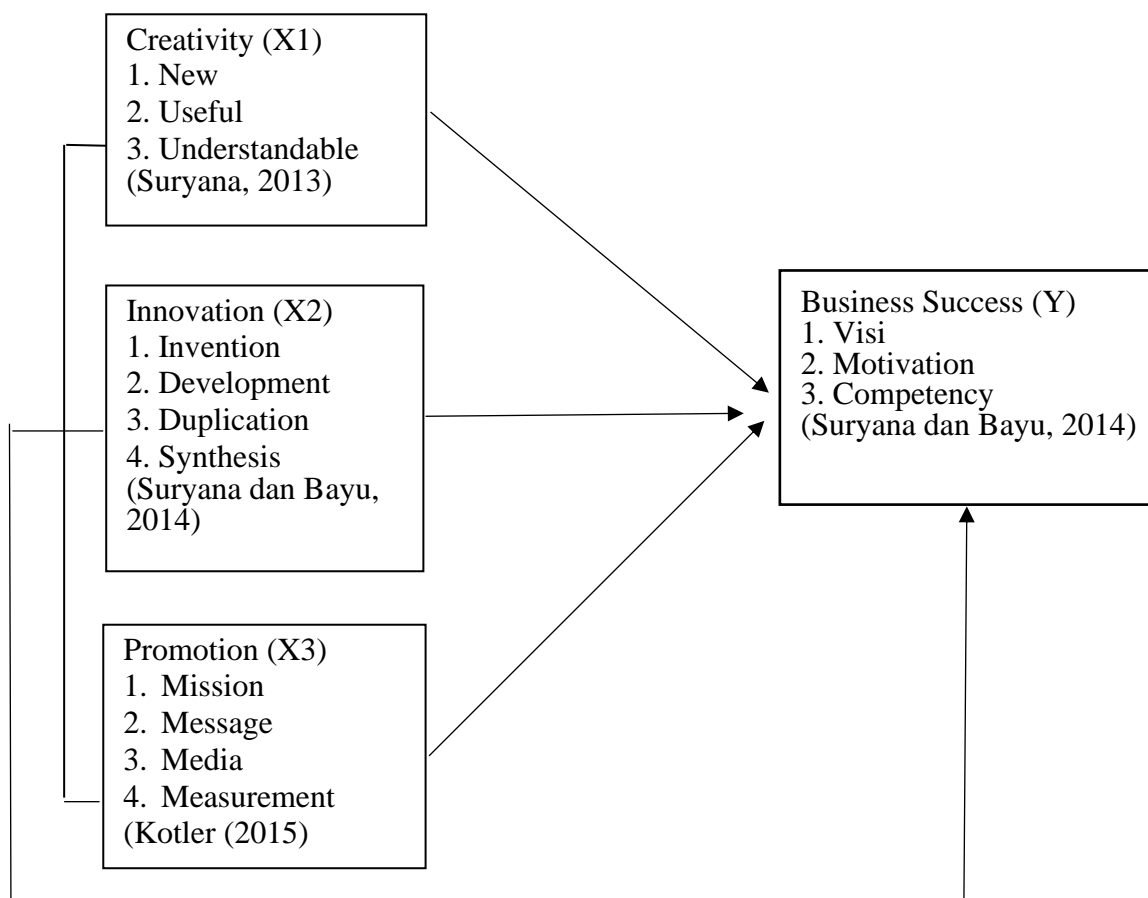 Creativity (X1)
1. New
2. Useful
3. Understandable
(Suryana, 2013)
Innovation (X2)
1. Invention
2. Development
3. Duplication
4. Synthesis
(Suryana dan Bayu,
2014)
Promotion (X3)
1. Mission
2. Message
3. Media
4. Measurement
(Kotler (2015)
Business Success (Y)
1. Visi
2. Motivation
3. Competency
(Suryana dan Bayu, 2014)